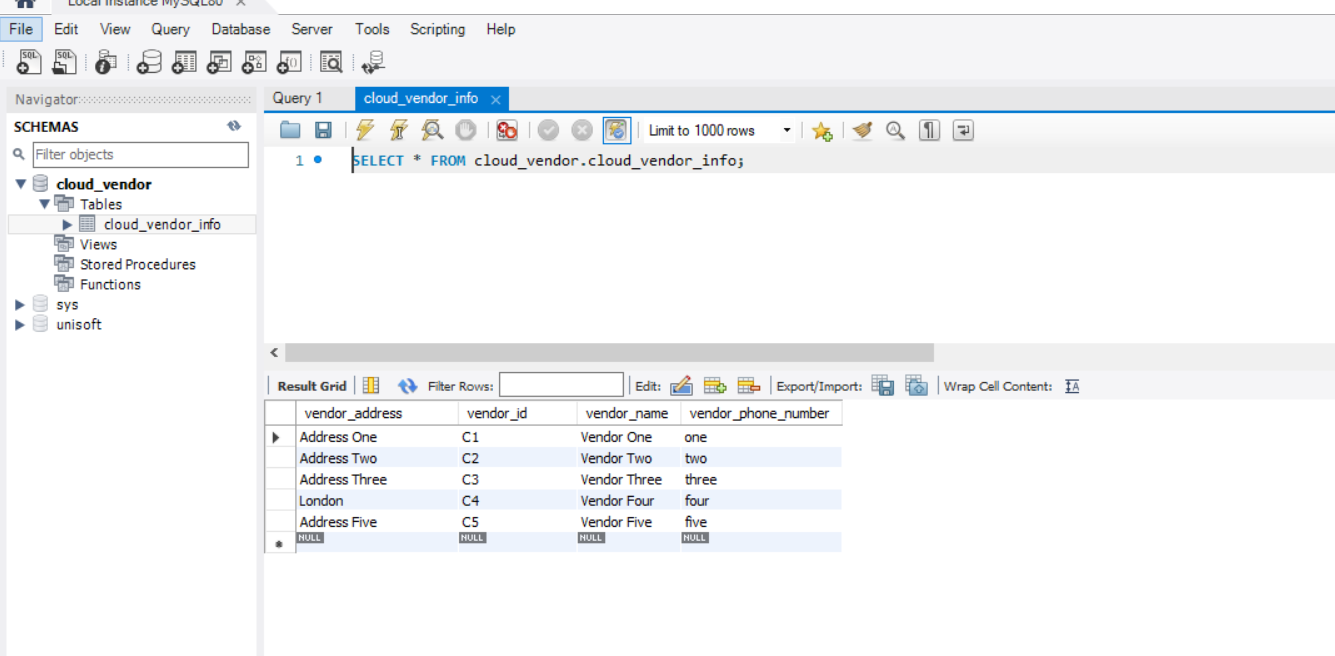 Local instance MySQL80 ×
File Edit View Query Database Server Tools Scripting Help
Navigator
Query 1
cloud_vendor_info ×
SCHEMAS
Limit to 1000 rows
Filter objects
1 SELECT * FROM cloud_vendor.cloud_vendor_info;
cloud_vendor
Tables
cloud_vendor_info
Views
Stored Procedures
Functions
sys
unisoft
Result Grid Filter Rows: Edit: Export/Import: Wrap Cell Content: IA
vendor_address vendor_id vendor_name vendor_phone_number
Address One C1 Vendor One one
Address Two C2 Vendor Two two
Address Three C3 Vendor Three three
London C4 Vendor Four four
Address Five C5 Vendor Five five
NULL NULL NULL NULL